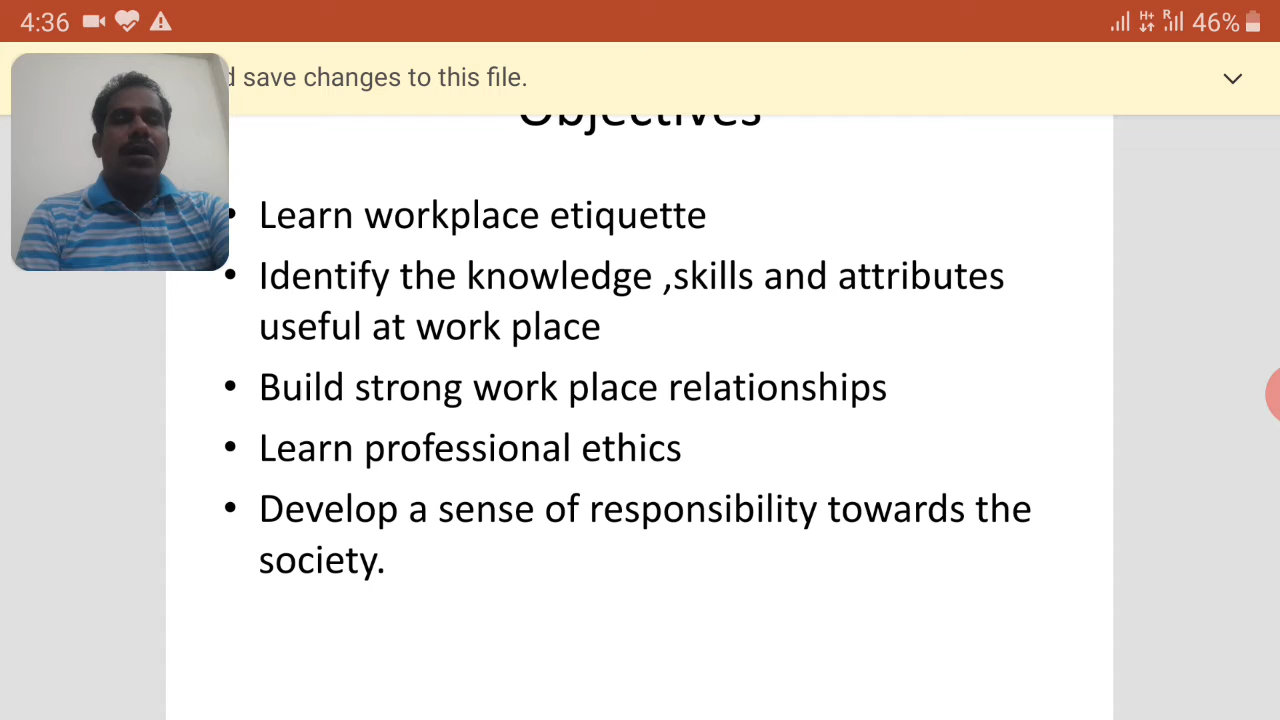 4:36 H+ R 46%
save changes to this file.
Objectives
• Learn workplace etiquette
• Identify the knowledge ,skills and attributes
useful at work place
• Build strong work place relationships
• Learn professional ethics
• Develop a sense of responsibility towards the
society.